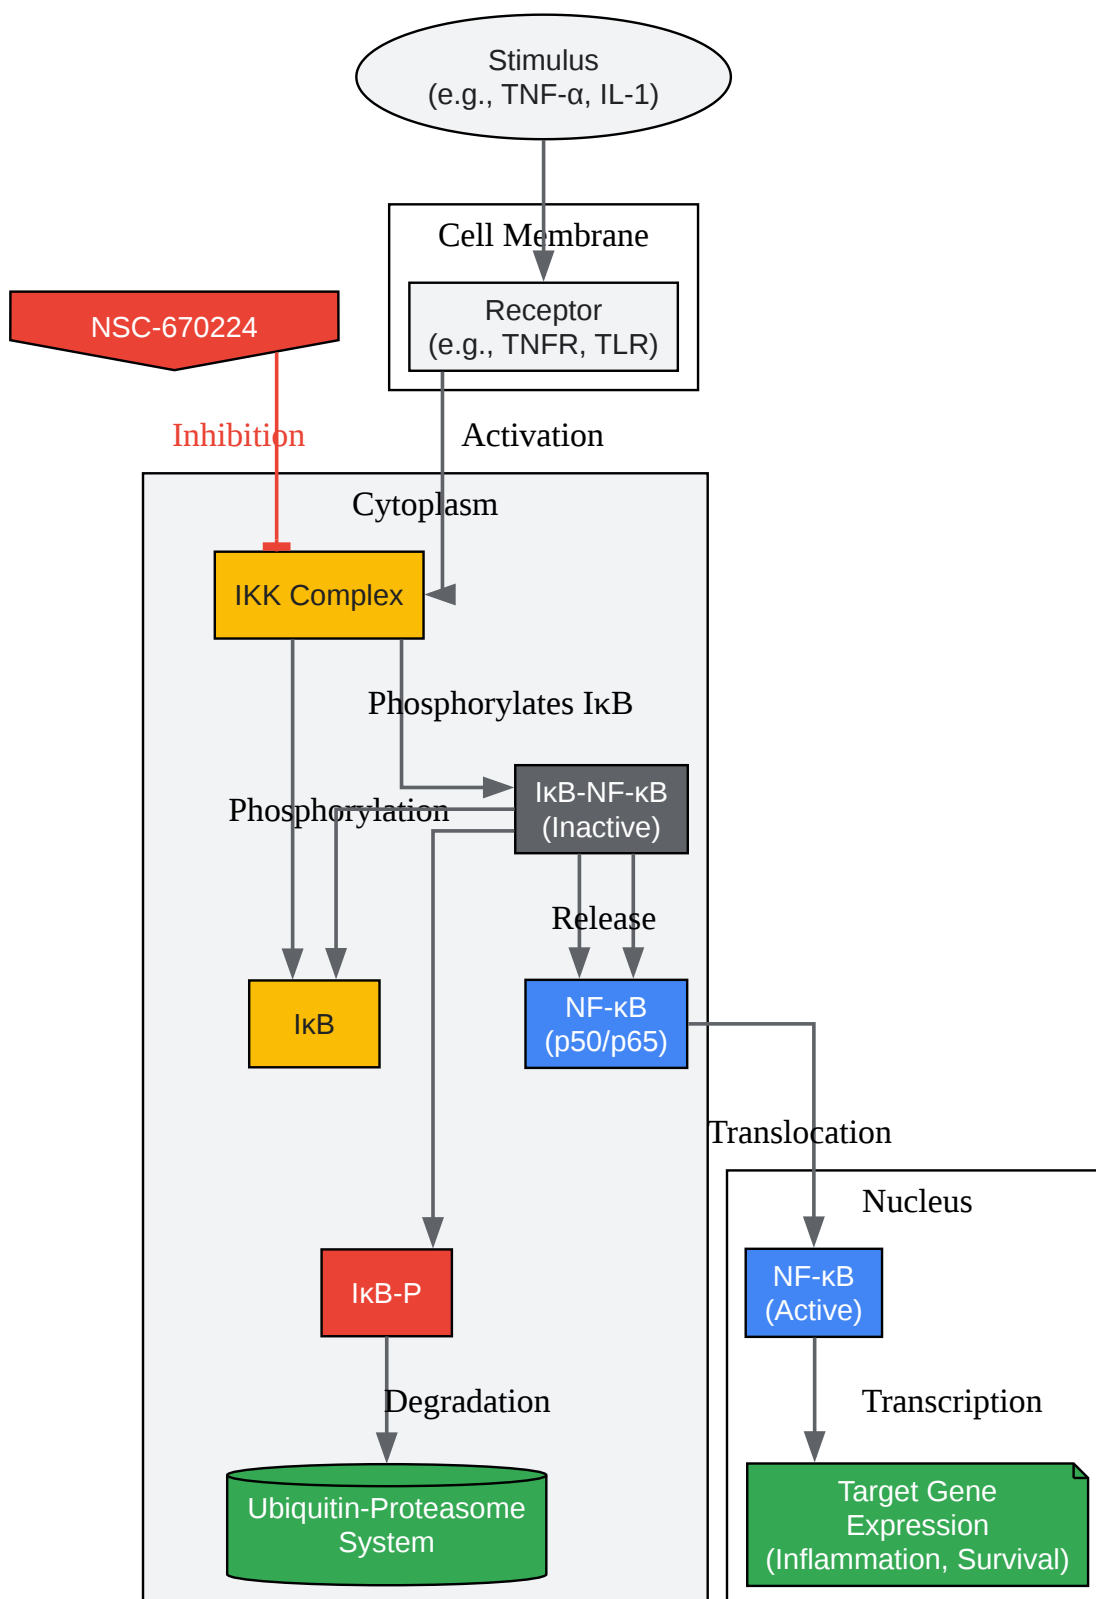 Stimulus
(e.g., TNF-α, IL-1)
Cell Membrane
Receptor
(e.g., TNFR, TLR)
NSC-670224
Inhibition
Activation
Cytoplasm
IKK Complex
Phosphorylates IκB
IκB-NF-κB
(Inactive)
Phosphorylation
Release
IκB
NF-κB
(p50/p65)
Translocation
Nucleus
IκB-P
NF-κB
(Active)
Degradation
Transcription
Ubiquitin-Proteasome
System
Target Gene
Expression
(Inflammation, Survival)